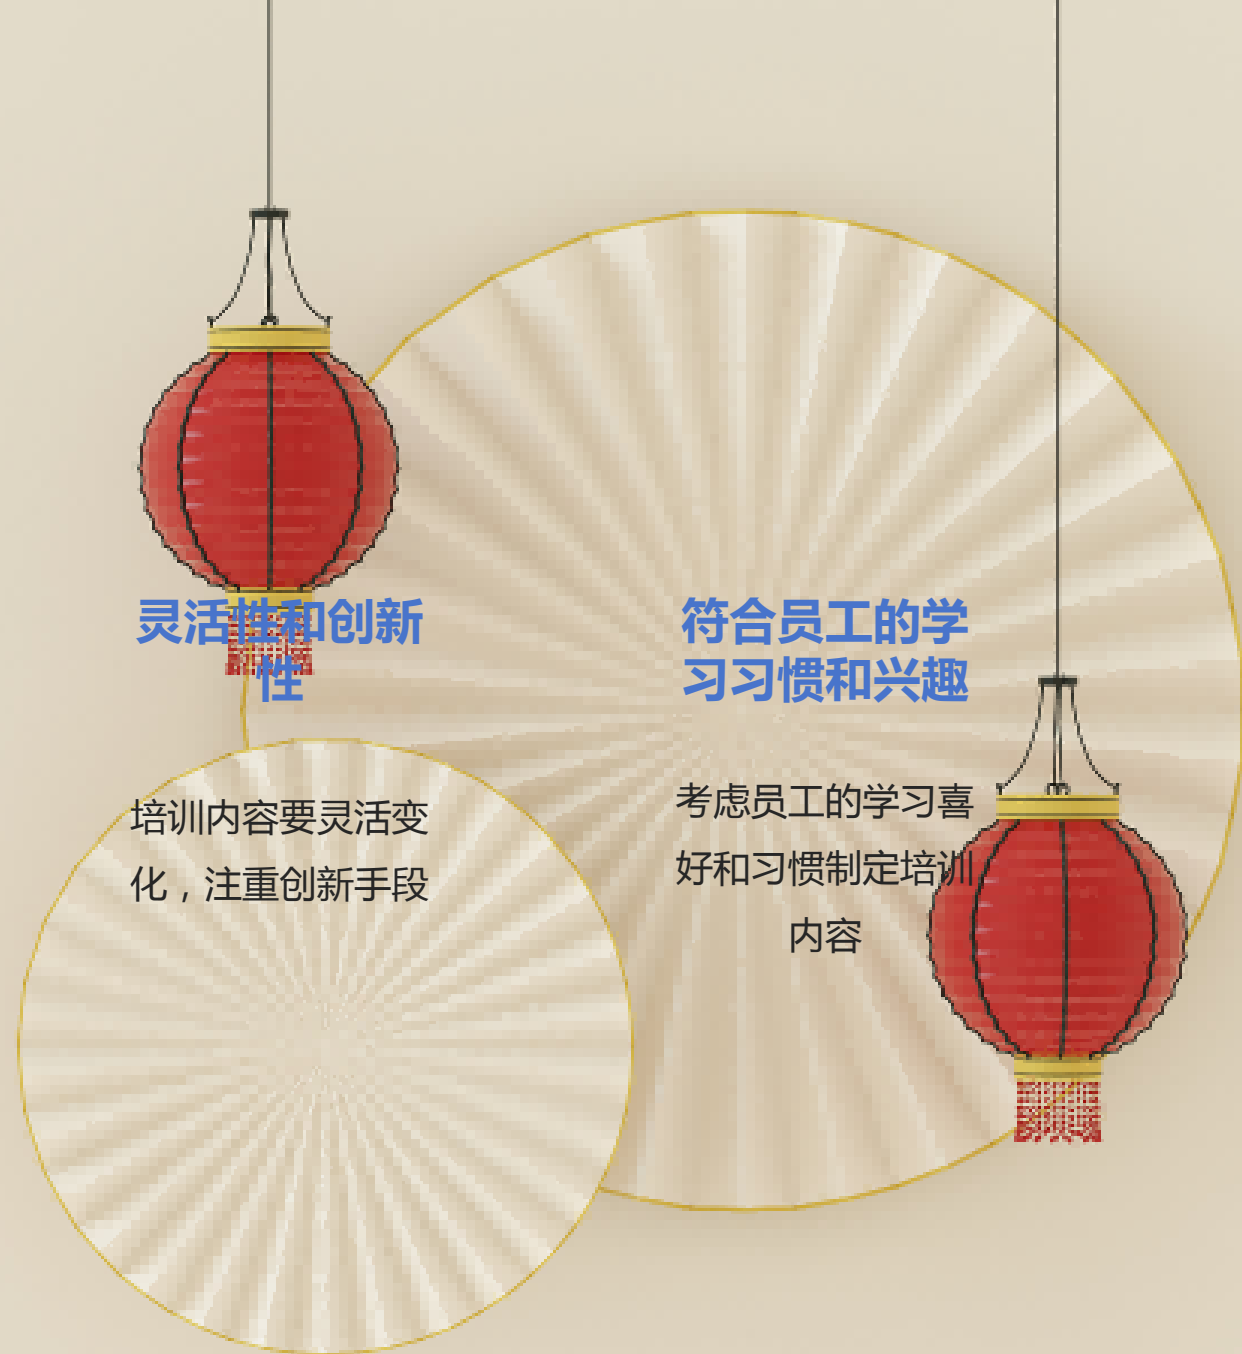 灵活性和创新
性
培训内容要灵活变
化，注重创新手段
符合员工的学
习习惯和兴趣
考虑员工的学习喜
好和习惯制定培训
内容